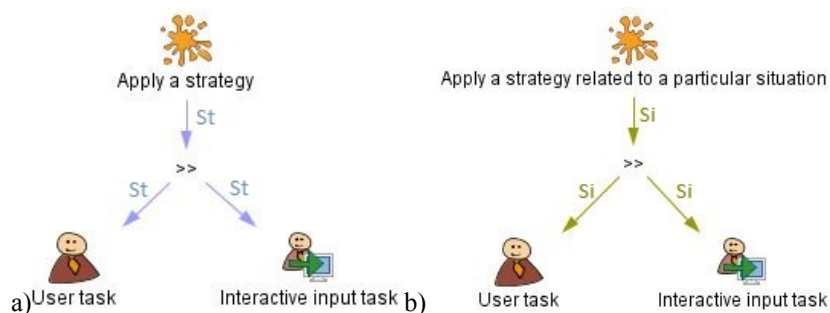 Apply a strategy
St
>>
St St
a) User task Interactive input task
Apply a strategy related to a particular situation
Si
>>
Si Si
b) User task Interactive input task